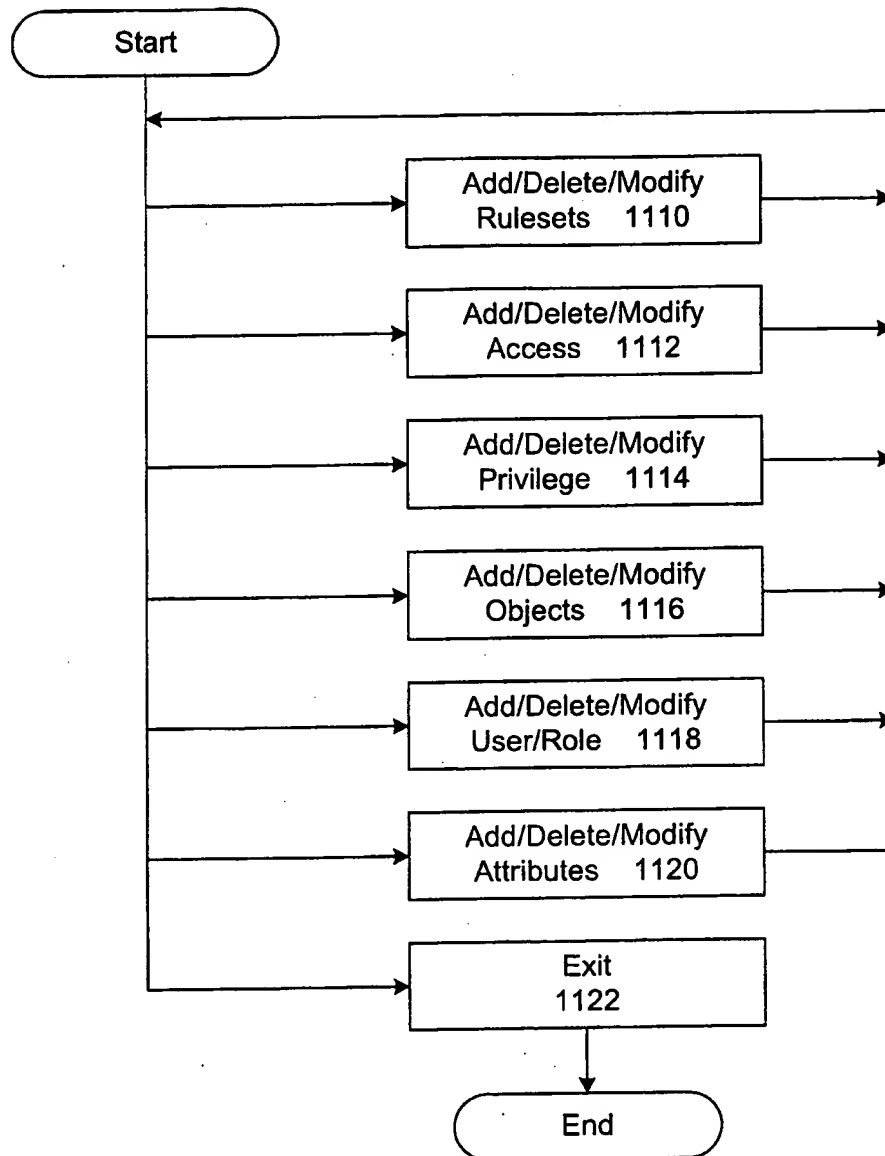 Start
Add/Delete/Modify
Rulesets 1110
Add/Delete/Modify
Access 1112
Add/Delete/Modify
Privilege 1114
Add/Delete/Modify
Objects 1116
Add/Delete/Modify
User/Role 1118
Add/Delete/Modify
Attributes 1120
Exit
1122
End